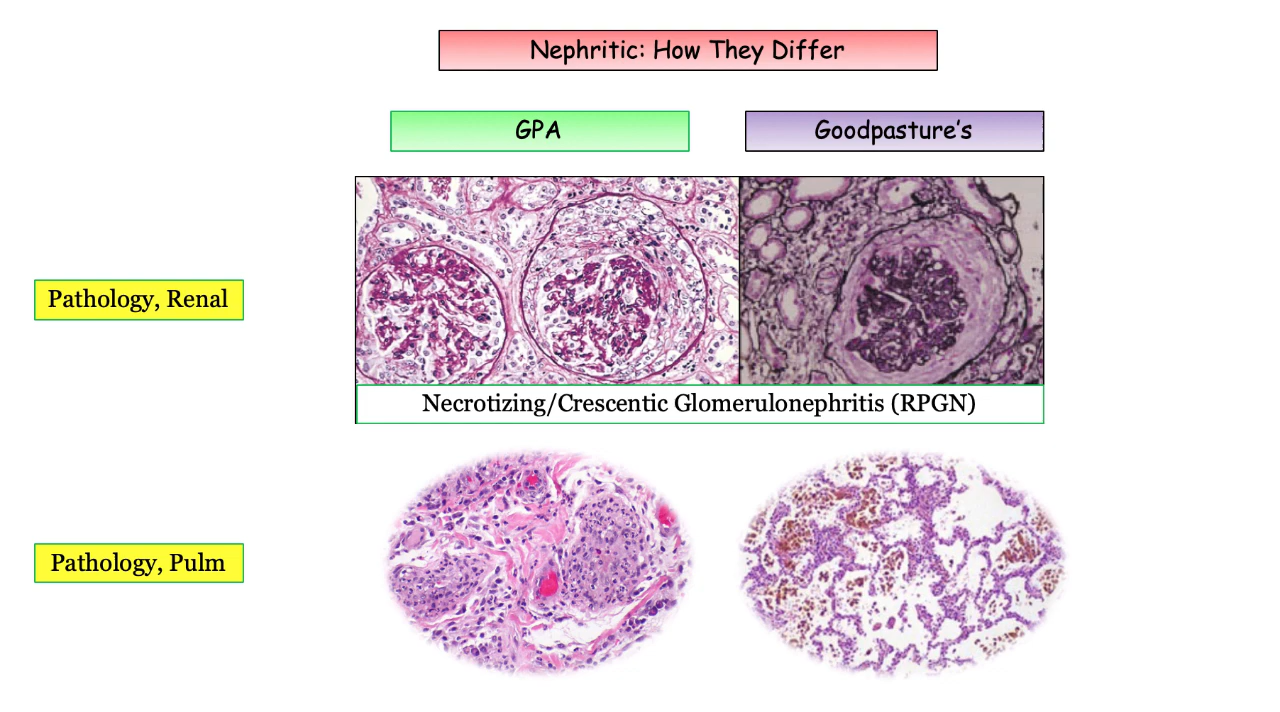 Nephritic: How They Differ
GPA
Goodpasture’s
Pathology, Renal
Necrotizing/Crescentic Glomerulonephritis (RPGN)
Pathology, Pulm